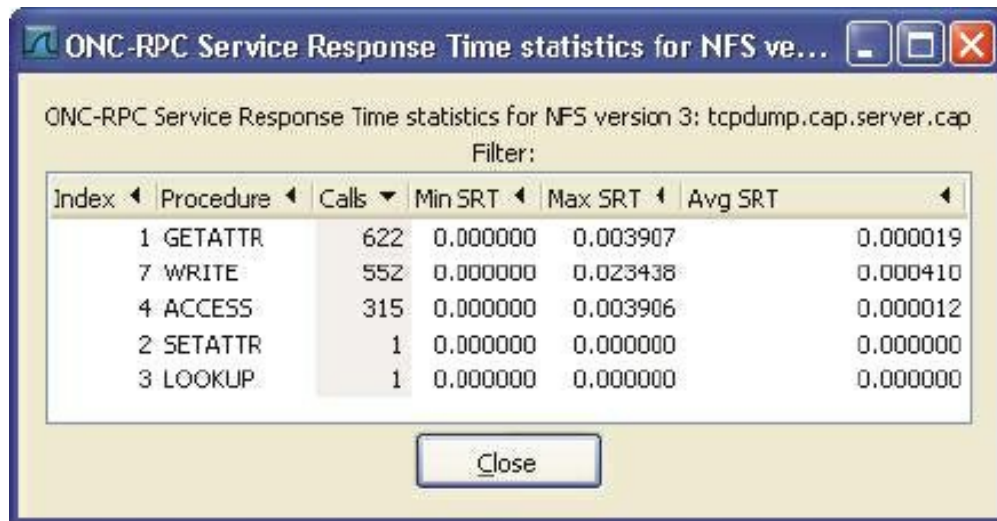 ONC-RPC Service Response Time statistics for NFS ve...
ONC-RPC Service Response Time statistics for NFS version 3: tcpdump.cap.server.cap
Filter:
Index Procedure Calls Min SRT Max SRT Avg SRT
1 GETATTR 622 0.000000 0.003907 0.000019
7 WRITE 552 0.000000 0.023438 0.000410
4 ACCESS 315 0.000000 0.003906 0.000012
2 SETATTR 1 0.000000 0.000000 0.000000
3 LOOKUP 1 0.000000 0.000000 0.000000
Close